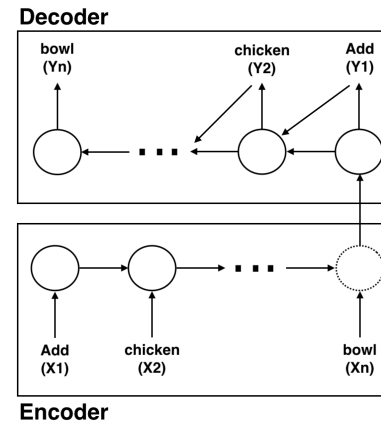 Decoder
bowl
(Yn)
chicken
(Y2)
Add
(Y1)
Add
(X1)
chicken
(X2)
bowl
(Xn)
Encoder